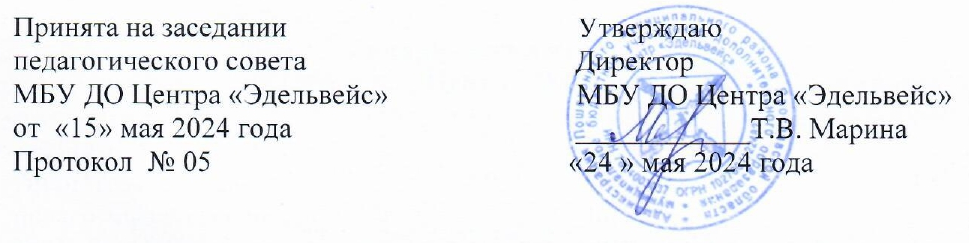 Принята на заседании
педагогического совета
МБУ ДО Центра «Эдельвейс»
от «15» мая 2024 года
Протокол № 05
Утверждаю
Директор
МБУ ДО Центра «Эдельвейс»
Т.В. Марина
«24 » мая 2024 года